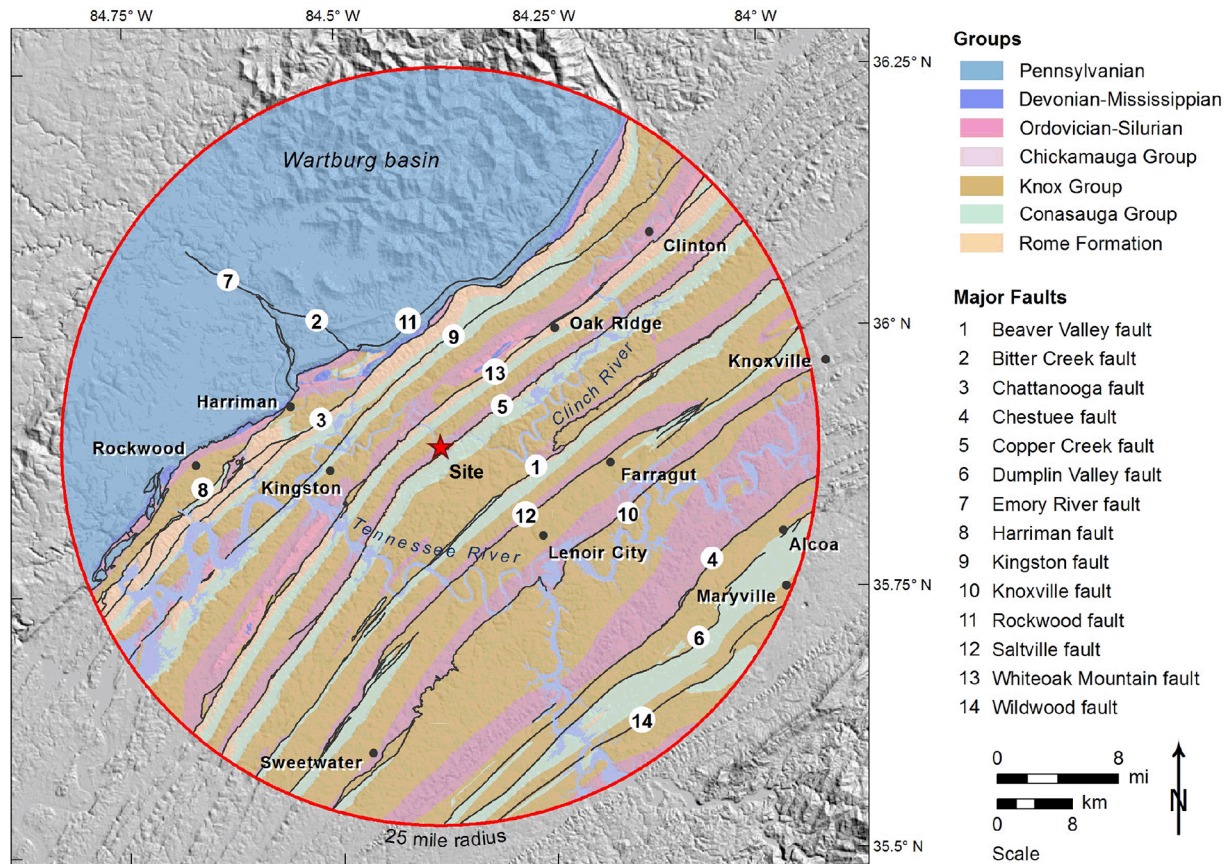 84.75° W
84.5° W
84.25° W
84° W
36.25° N
36° N
35.75° N
35.5° N
Wartburg basin
7
2
11
9
Clinton
Oak Ridge
13
Knoxville
Harriman
3
5
Clinch River
Rockwood
Site
Kingston
8
1
Farragut
12
10
Tennessee River
Lenoir City
4
Alcoa
Maryville
6
14
Sweetwater
25 mile radius
Groups
Pennsylvanian
Devonian-Mississippian
Ordovician-Silurian
Chickamauga Group
Knox Group
Conasauga Group
Rome Formation
Major Faults
1 Beaver Valley fault
2 Bitter Creek fault
3 Chattanooga fault
4 Chestuee fault
5 Copper Creek fault
6 Dumplin Valley fault
7 Emory River fault
8 Harriman fault
9 Kingston fault
10 Knoxville fault
11 Rockwood fault
12 Saltville fault
13 Whiteoak Mountain fault
14 Wildwood fault
0 8 mi
km
0 8
Scale
N